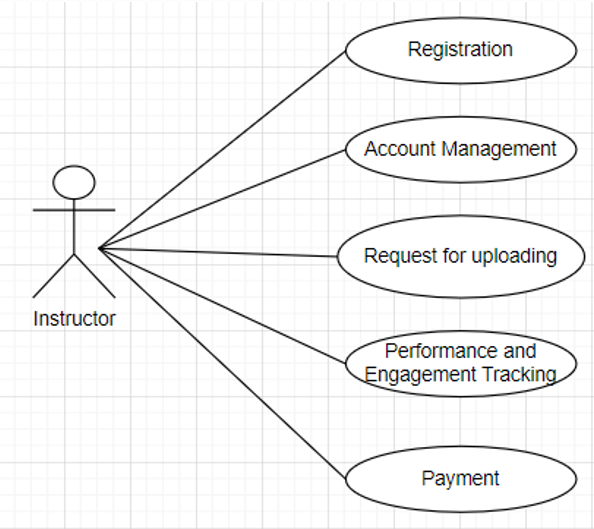 Registration
Account Management
Request for uploading
Instructor
Performance and
Engagement Tracking
Payment